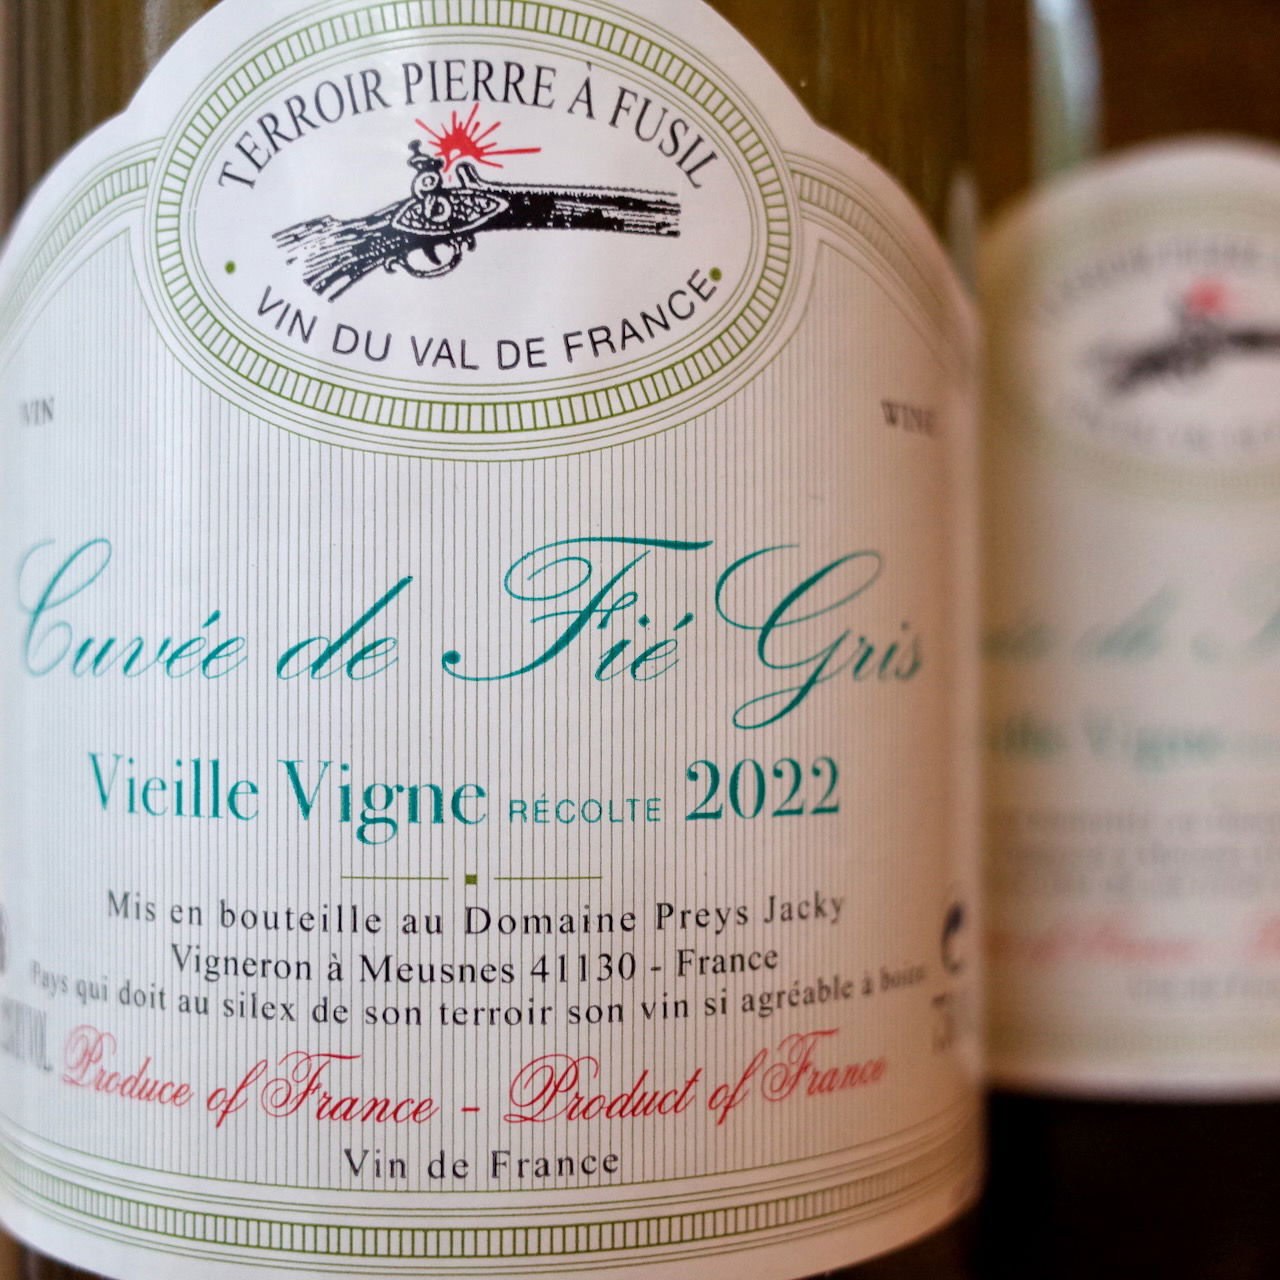 TERROIR PIERRE À FUSIL
VIN DU VAL DE FRANCE
VIN
WINE
Cuvée de Fié Gris
Vieille Vigne RÉCOLTE 2022
Mis en bouteille au Domaine Preys Jacky
Vigneron à Meusnes 41130 - France
Pays qui doit au silex de son terroir son vin si agréable à boire
Produce of France - Product of France
Vin de France
Vigne